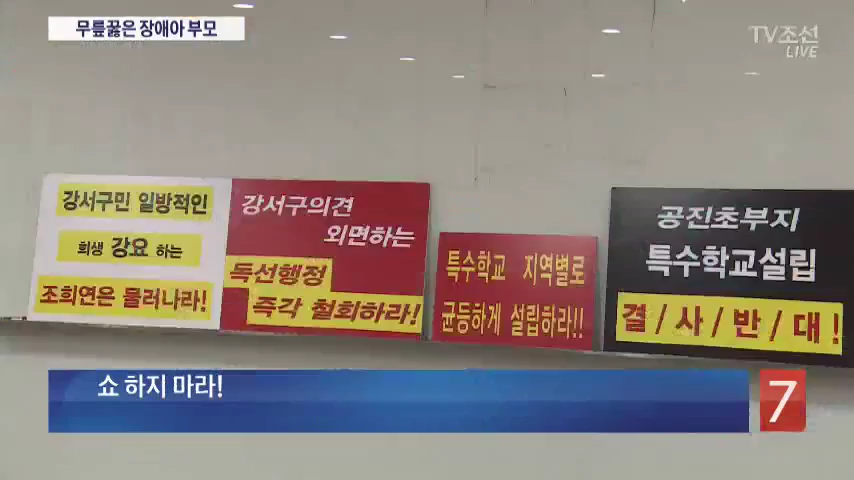 무릎꿇은 장애아 부모
TV조선
LIVE
강서구민 일방적인
희생 강요 하는
조희연은 물러나라!
강서구의견
외면하는
독선행정
즉각 철회하라!
특수학교 지역별로
균등하게 설립하라!!
공진초부지
특수학교설립
결/사/반/대!
쇼 하지 마라!
7